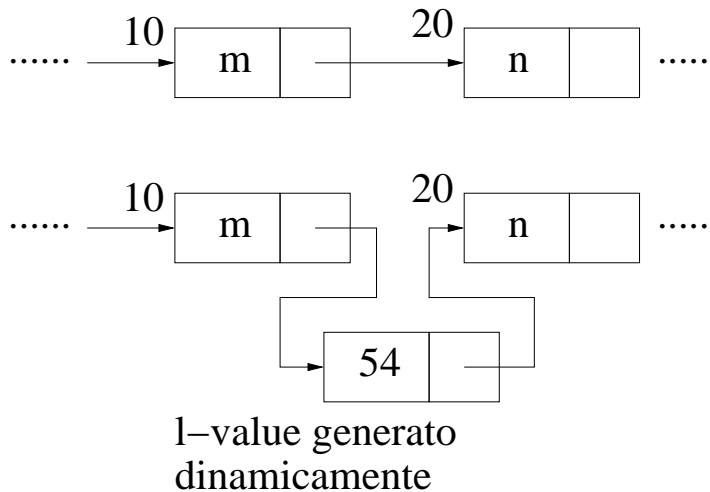 10 20
...... m n .....
10 20
...... m n .....
54
l−value generato
dinamicamente